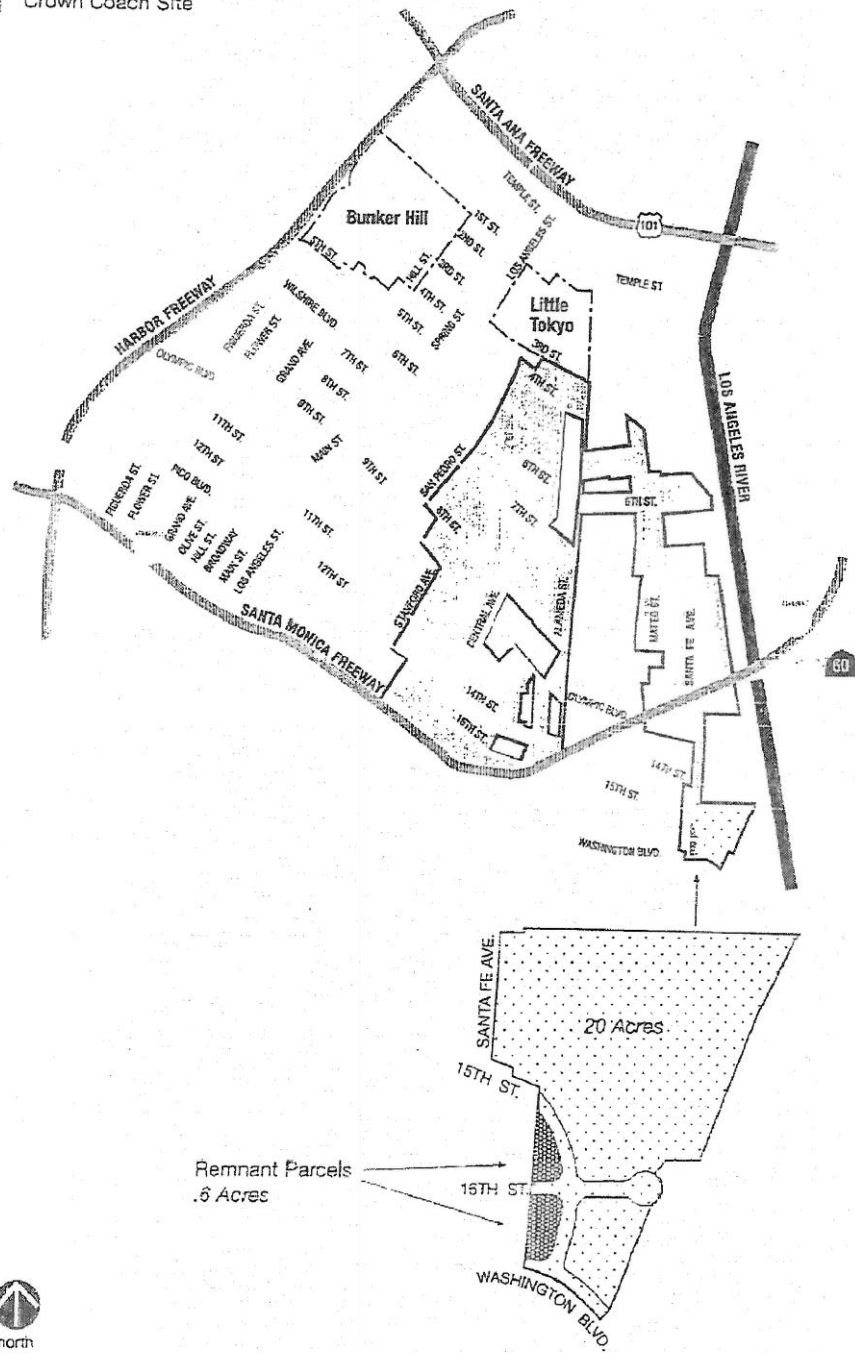 Crown Coach Site
SANTA ANA FREEWAY
TEMPLE ST.
101
Bunker Hill
1ST ST.
2ND ST.
3RD ST.
4TH ST.
HILL ST.
5TH ST.
LOS ANGELES ST.
TEMPLE ST
HARBOR FREEWAY
WILSHIRE BLVD.
5TH ST.
SPRING ST.
Little
Tokyo
3RD ST.
4TH ST.
FIGUEROA ST.
FLOWER ST.
GRAND AVE.
7TH ST.
6TH ST.
OLYMPIC BLVD
8TH ST.
9TH ST.
MAIN ST
9TH ST
LOS ANGELES RIVER
11TH ST.
12TH ST.
PICO BLVD.
SAN PEDRO ST.
6TH ST.
7TH ST.
8TH ST.
6TH ST.
FIGUEROA ST.
FLOWER ST.
GRAND AVE.
OLIVE ST.
HILL ST.
BROADWAY
MAIN ST.
LOS ANGELES ST.
11TH ST.
12TH ST
STANFORD AVE.
CENTRAL AVE.
ALAMEDA ST.
MATEO ST.
SANTA FE AVE.
SANTA MONICA FREEWAY
60
14TH ST.
16TH ST.
OLYMPIC BLVD.
14TH ST.
15TH ST.
WASHINGTON BLVD.
SANTA FE AVE.
20 Acres
15TH ST.
Remnant Parcels
.6 Acres
16TH ST.
WASHINGTON BLVD.
north